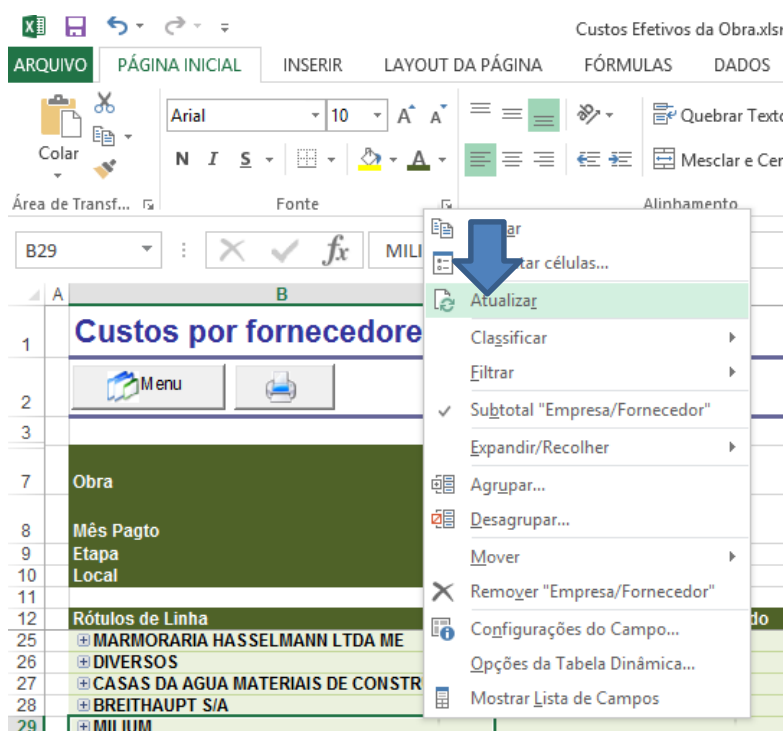 Custos Efetivos da Obra.xlsm
ARQUIVO PÁGINA INICIAL INSERIR LAYOUT DA PÁGINA FÓRMULAS DADOS
Colar Arial 10 A A Quebrar Texto
N I S A Mesclar e Cen
Área de Transf... Fonte Alinhamento
B29 fx MILI
A B
1 Custos por fornecedore
2 Menu
3
7 Obra
8 Mês Pagto
9 Etapa
10 Local
11
12 Rótulos de Linha do
25 MARMORARIA HASSELMANN LTDA ME
26 DIVERSOS
27 CASAS DA AGUA MATERIAIS DE CONSTR
28 BREITHAUPT S/A
29 MILIUM
ar
tar células...
Atualizar
Classificar
Filtrar
Subtotal "Empresa/Fornecedor"
Expandir/Recolher
Agrupar...
Desagrupar...
Mover
Remover "Empresa/Fornecedor"
Configurações do Campo...
Opções da Tabela Dinâmica...
Mostrar Lista de Campos